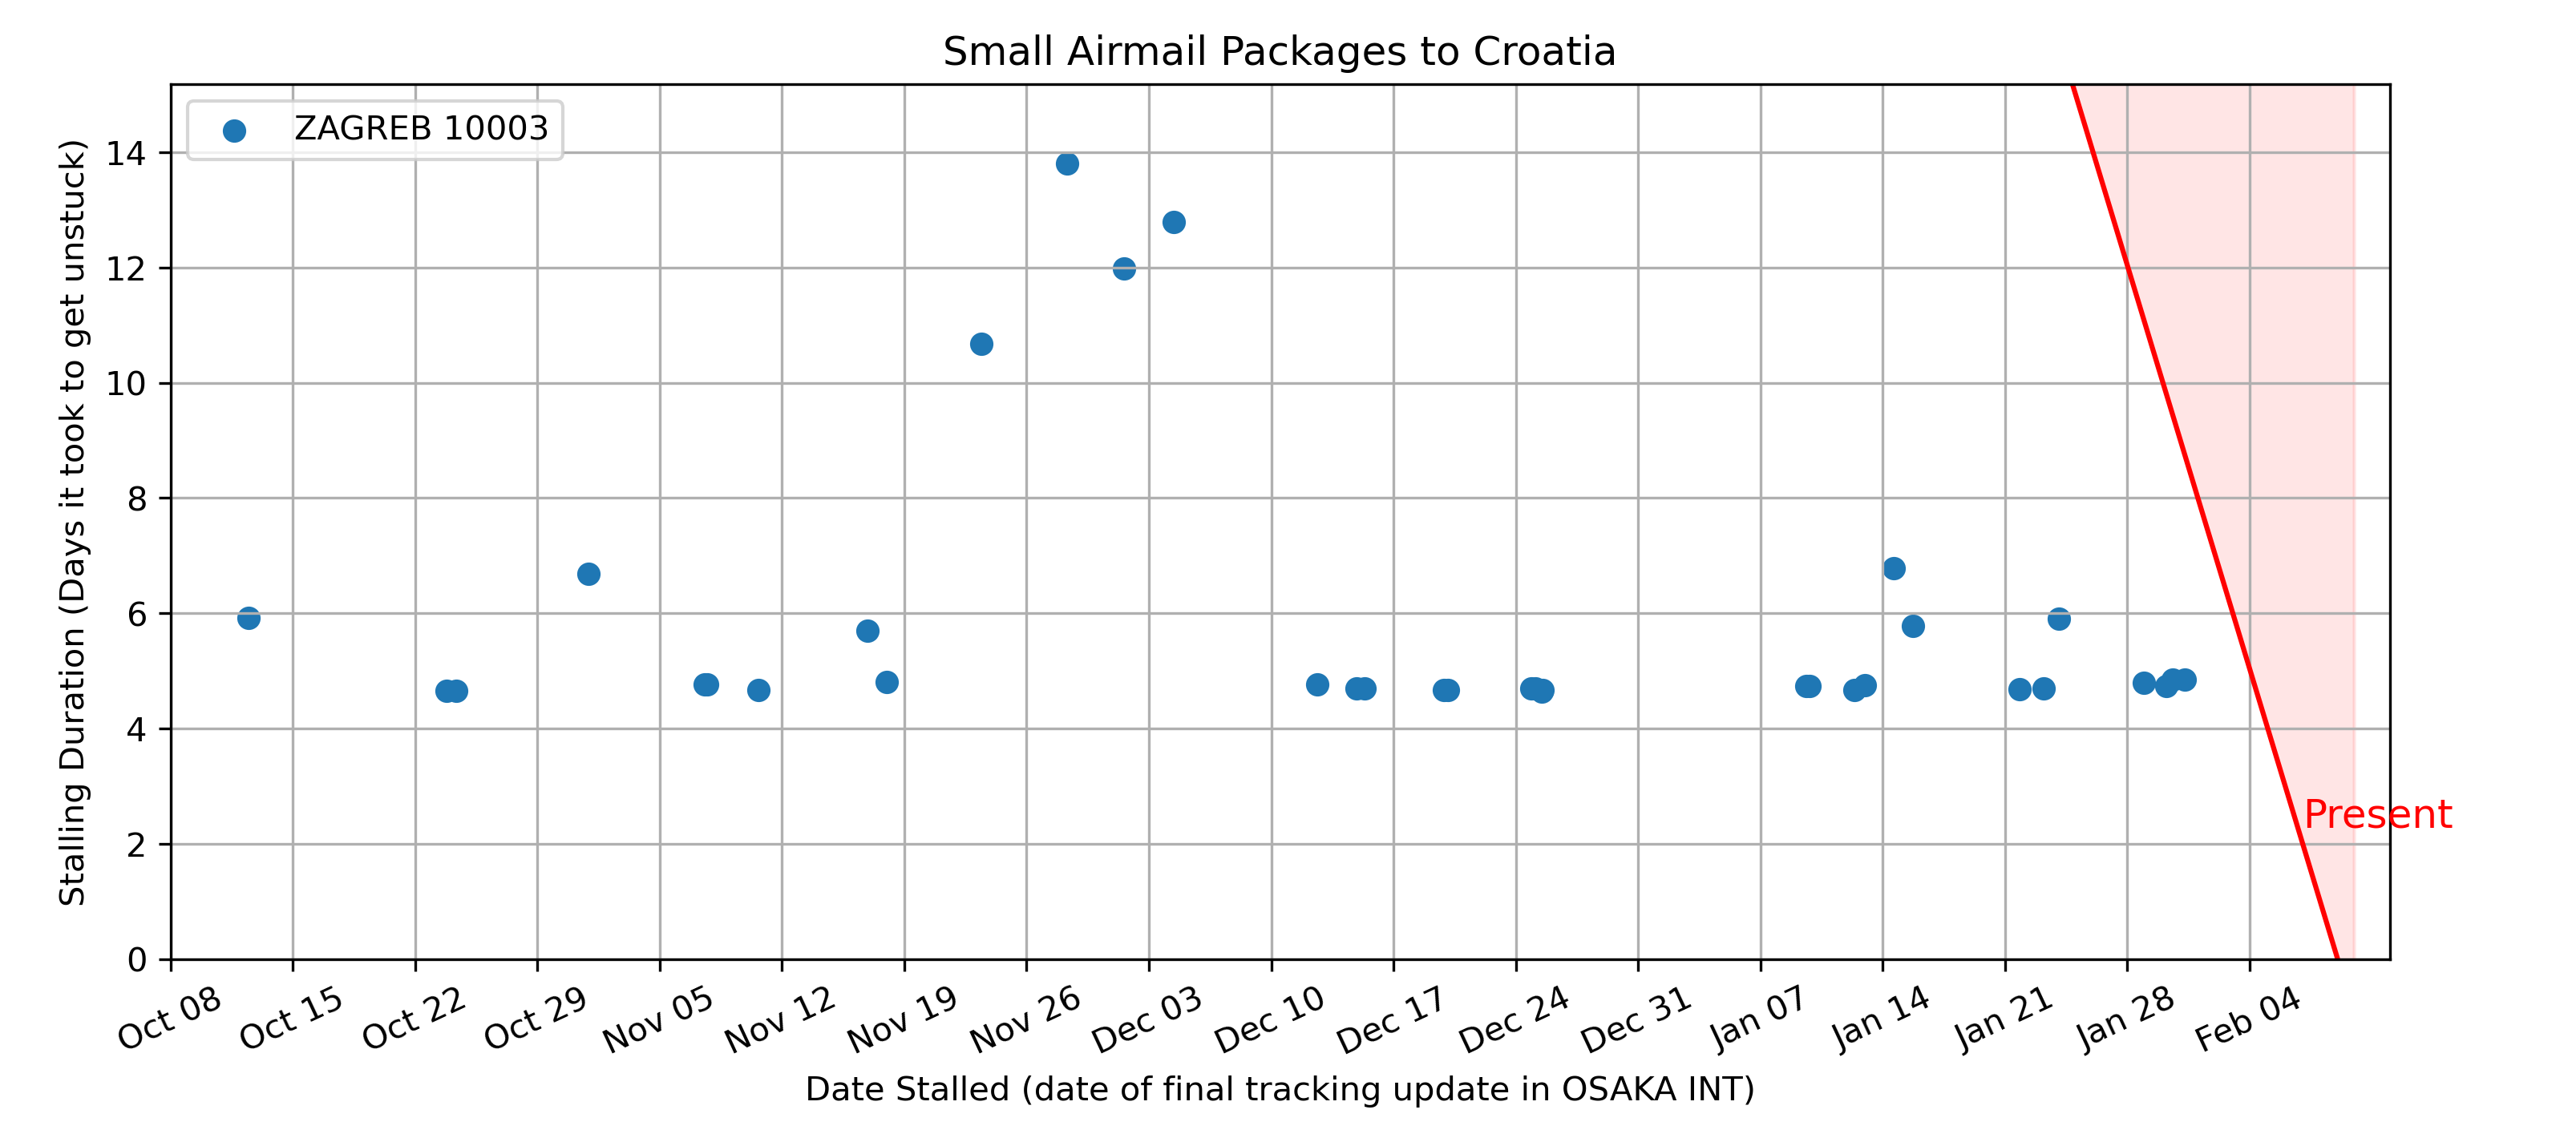 Small Airmail Packages to Croatia
ZAGREB 10003
Stalling Duration (Days it took to get unstuck)
14
12
10
8
6
4
2
0
Present
Oct 08
Oct 15
Oct 22
Oct 29
Nov 05
Nov 12
Nov 19
Nov 26
Dec 03
Dec 10
Dec 17
Dec 24
Dec 31
Jan 07
Jan 14
Jan 21
Jan 28
Feb 04
Date Stalled (date of final tracking update in OSAKA INT)